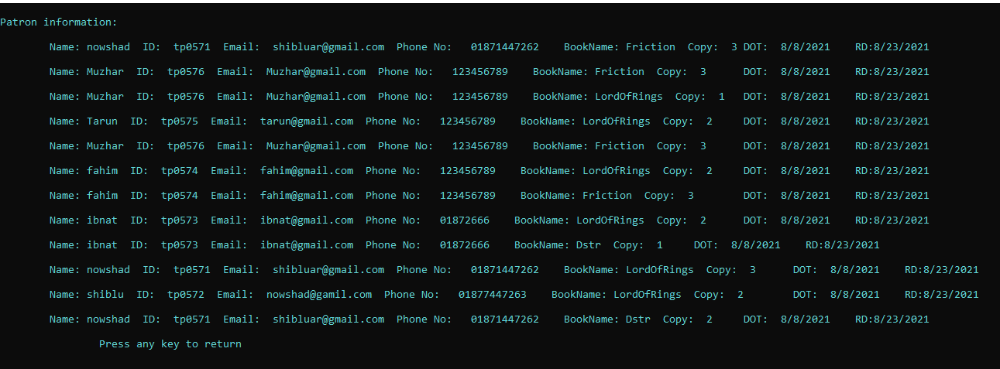 Patron information:
Name: nowshad ID: tp0571 Email: shibluar@gmail.com Phone No: 01871447262 BookName: Friction Copy: 3 DOT: 8/8/2021 RD:8/23/2021
Name: Muzhar ID: tp0576 Email: Muzhar@gmail.com Phone No: 123456789 BookName: Friction Copy: 3 DOT: 8/8/2021 RD:8/23/2021
Name: Muzhar ID: tp0576 Email: Muzhar@gmail.com Phone No: 123456789 BookName: LordOfRings Copy: 1 DOT: 8/8/2021 RD:8/23/2021
Name: Tarun ID: tp0575 Email: tarun@gmail.com Phone No: 123456789 BookName: LordOfRings Copy: 2 DOT: 8/8/2021 RD:8/23/2021
Name: Muzhar ID: tp0576 Email: Muzhar@gmail.com Phone No: 123456789 BookName: Friction Copy: 3 DOT: 8/8/2021 RD:8/23/2021
Name: fahim ID: tp0574 Email: fahim@gmail.com Phone No: 123456789 BookName: LordOfRings Copy: 2 DOT: 8/8/2021 RD:8/23/2021
Name: fahim ID: tp0574 Email: fahim@gmail.com Phone No: 123456789 BookName: Friction Copy: 3 DOT: 8/8/2021 RD:8/23/2021
Name: ibnat ID: tp0573 Email: ibnat@gmail.com Phone No: 01872666 BookName: LordOfRings Copy: 2 DOT: 8/8/2021 RD:8/23/2021
Name: ibnat ID: tp0573 Email: ibnat@gmail.com Phone No: 01872666 BookName: Dstr Copy: 1 DOT: 8/8/2021 RD:8/23/2021
Name: nowshad ID: tp0571 Email: shibluar@gmail.com Phone No: 01871447262 BookName: LordOfRings Copy: 3 DOT: 8/8/2021 RD:8/23/2021
Name: shiblu ID: tp0572 Email: nowshad@gamil.com Phone No: 01877447263 BookName: LordOfRings Copy: 2 DOT: 8/8/2021 RD:8/23/2021
Name: nowshad ID: tp0571 Email: shibluar@gmail.com Phone No: 01871447262 BookName: Dstr Copy: 2 DOT: 8/8/2021 RD:8/23/2021
Press any key to return